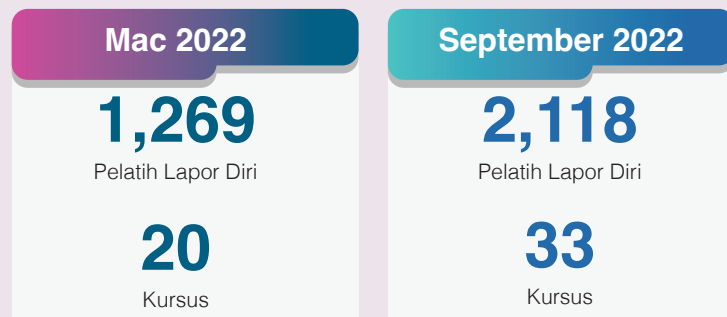 Mac 2022
1,269
Pelatih Lapor Diri
20
Kursus
September 2022
2,118
Pelatih Lapor Diri
33
Kursus